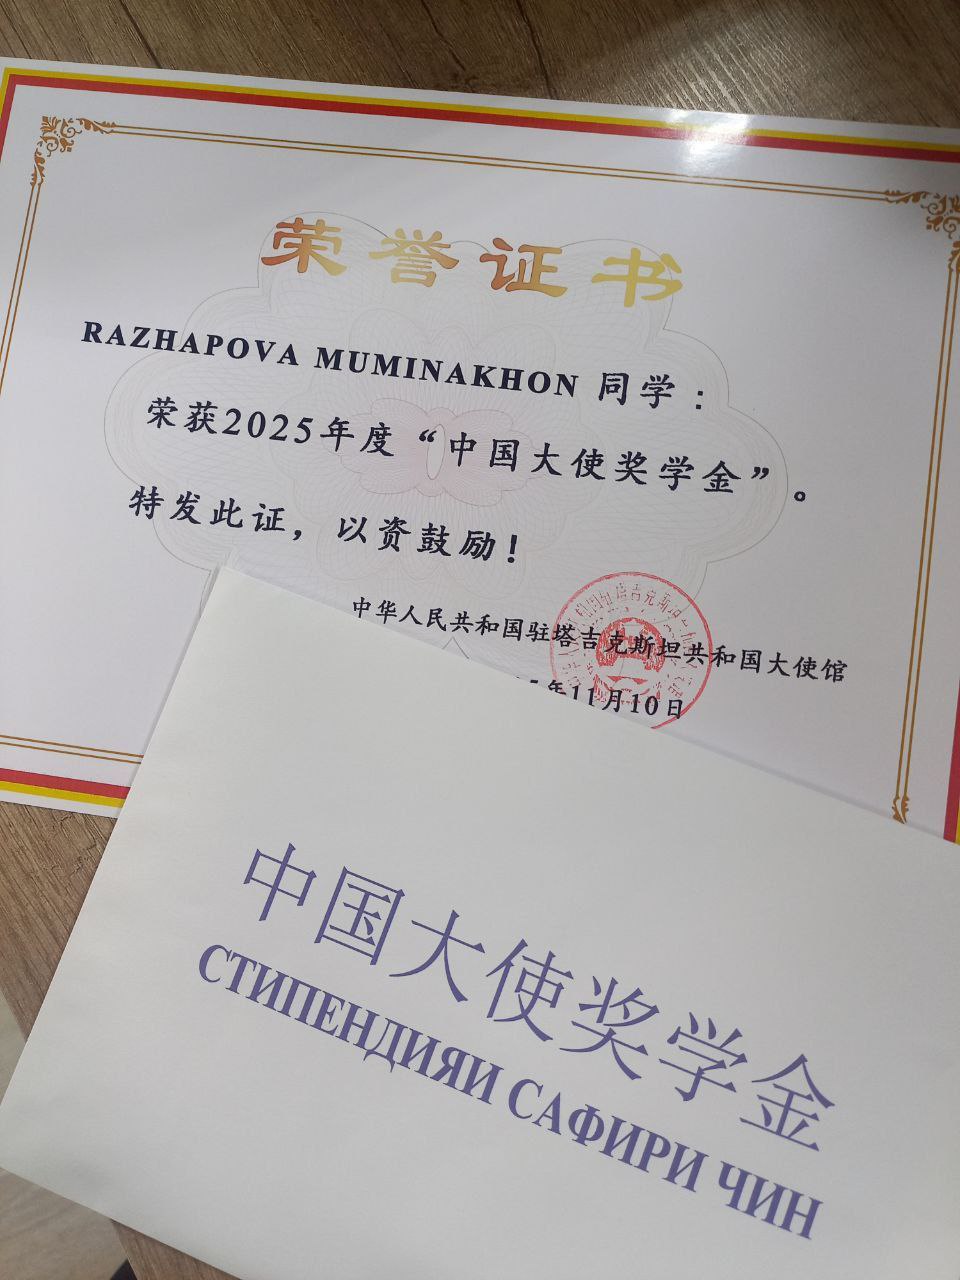 荣誉证书
RAZHAPOVA MUMINAKHON 同学：
荣获2025年度“中国大使奖学金”。
特发此证，以资鼓励！
中华人民共和国驻塔吉克斯坦共和国大使馆
5年11月10日
中国大使奖学金
СТИПЕНДИЯИ САФИРИ ЧИН